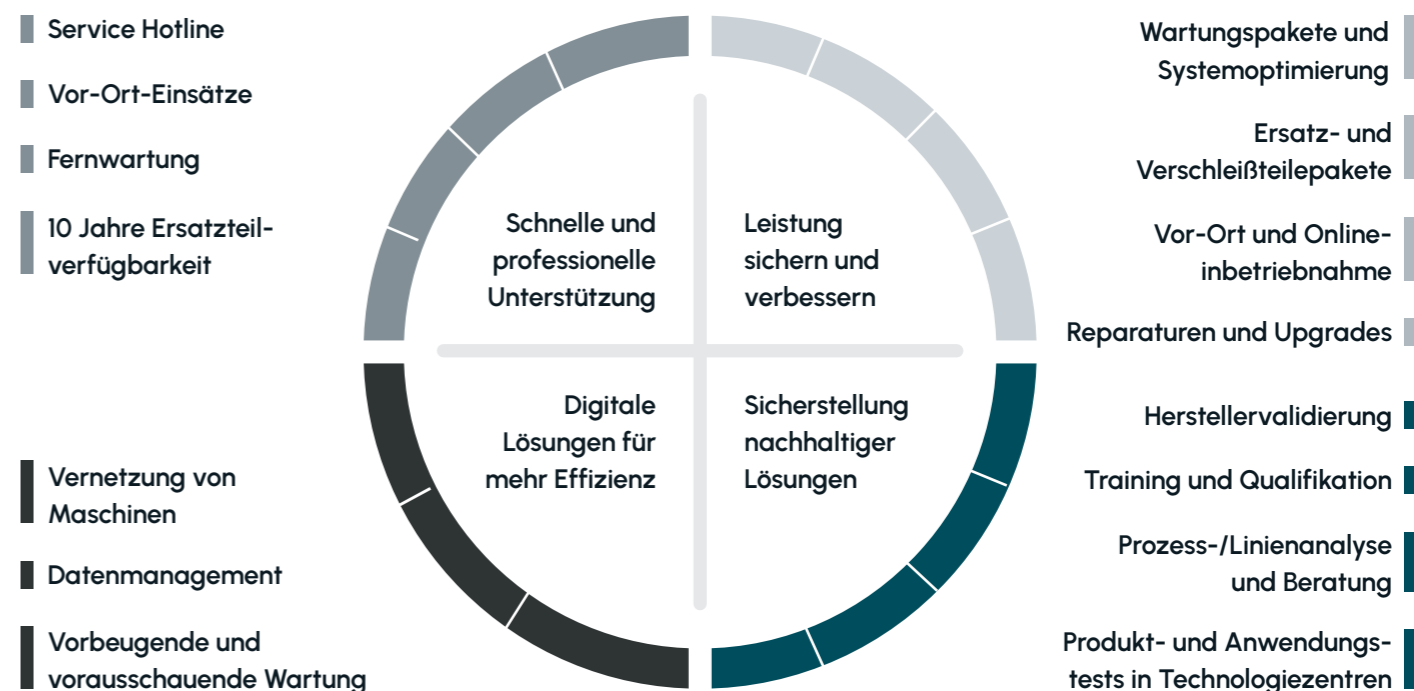 Service Hotline
Vor-Ort-Einsätze
Fernwartung
10 Jahre Ersatzteil-
verfügbarkeit
Schnelle und
professionelle
Unterstützung
Leistung
sichern und
verbessern
Wartungspakete und
Systemoptimierung
Ersatz- und
Verschleißteilepakete
Vor-Ort und Online-
inbetriebnahme
Reparaturen und Upgrades
Vernetzung von
Maschinen
Datenmanagement
Vorbeugende und
vorausschauende Wartung
Digitale
Lösungen für
mehr Effizienz
Sicherstellung
nachhaltiger
Lösungen
Herstellervalidierung
Training und Qualifikation
Prozess-/Linienanalyse
und Beratung
Produkt- und Anwendungs-
tests in Technologiezentren